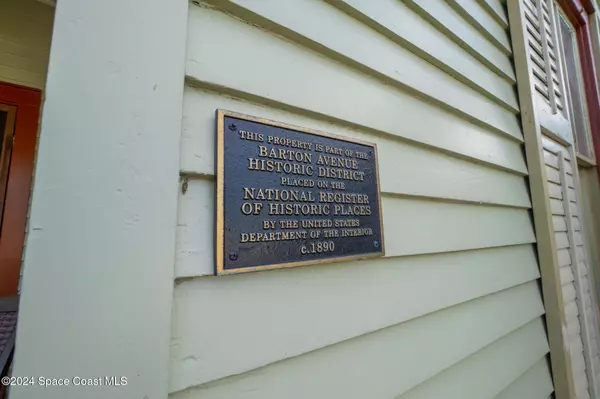 THIS PROPERTY IS PART OF THE
BARTON AVENUE
HISTORIC DISTRICT
PLACED ON THE
NATIONAL REGISTER
OF HISTORIC PLACES
BY THE UNITED STATES
DEPARTMENT OF THE INTERIOR
c.1890
©2024 Space Coast MLS